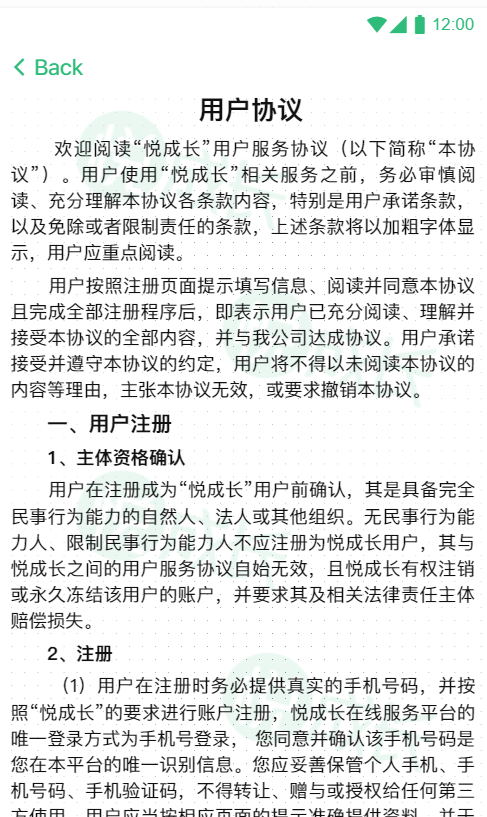 12:00
Back
用户协议
欢迎阅读“悦成长”用户服务协议（以下简称“本协
议”）。用户使用“悦成长”相关服务之前，务必审慎阅
读、充分理解本协议各条款内容，特别是用户承诺条款，
以及免除或者限制责任的条款，上述条款将以加粗字体显
示，用户应重点阅读。
用户按照注册页面提示填写信息、阅读并同意本协议
且完成全部注册程序后，即表示用户已充分阅读、理解并
接受本协议的全部内容，并与我公司达成协议。用户承诺
接受并遵守本协议的约定，用户将不得以未阅读本协议的
内容等理由，主张本协议无效，或要求撤销本协议。
一、用户注册
1、主体资格确认
用户在注册成为“悦成长”用户前确认，其是具备完全
民事行为能力的自然人、法人或其他组织。无民事行为能
力人、限制民事行为能力人不应注册为悦成长用户，其与
悦成长之间的用户服务协议自始无效，且悦成长有权注销
或永久冻结该用户的账户，并要求其及相关法律责任主体
赔偿损失。
2、注册
（1）用户在注册时务必提供真实的手机号码，并按
照“悦成长”的要求进行账户注册，悦成长在线服务平台的
唯一登录方式为手机号登录， 您同意并确认该手机号码是
您在本平台的唯一识别信息。您应妥善保管个人手机、手
机号码、手机验证码，不得转让、赠与或授权给任何第三
方使用。用户应当按相应页面的提示准确提供资料，并于